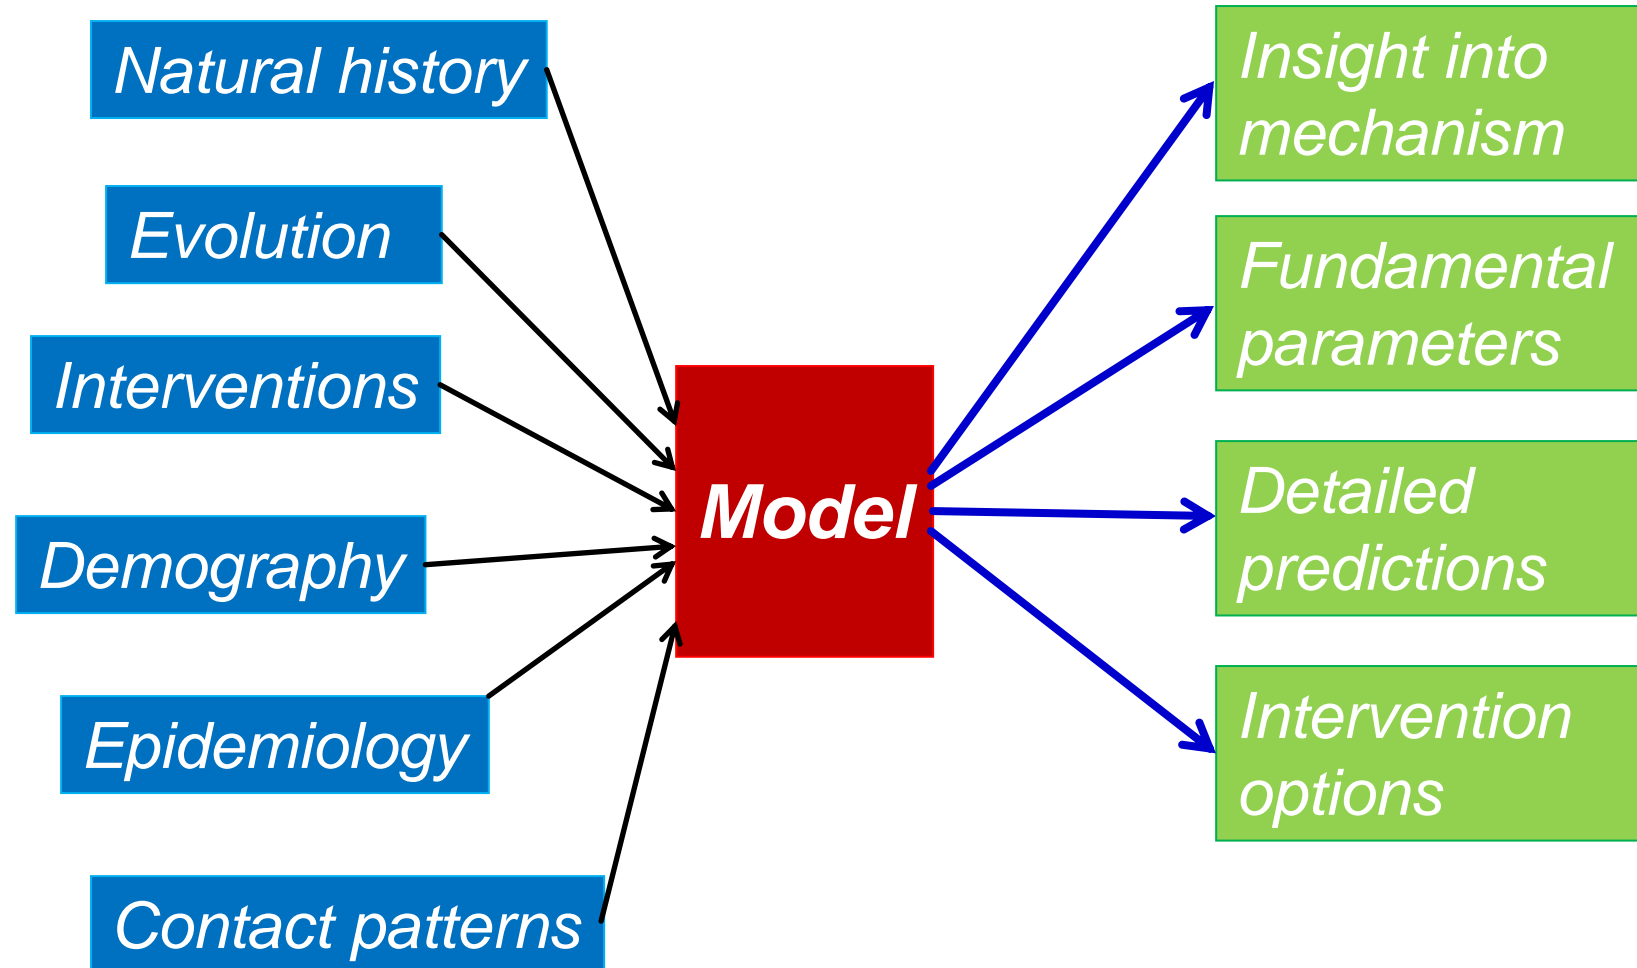 Natural history
Evolution
Interventions
Demography
Epidemiology
Contact patterns
Model
Insight into
mechanism
Fundamental
parameters
Detailed
predictions
Intervention
options